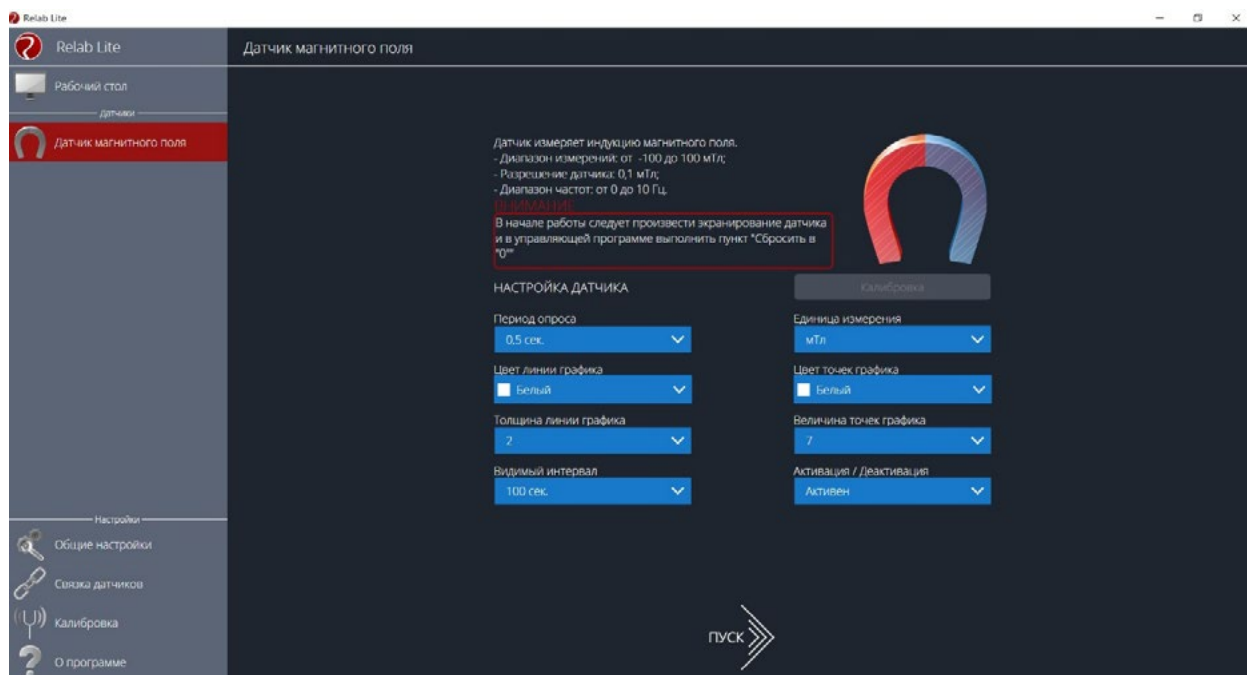 Relab Lite
Relab Lite
Датчик магнитного поля
Рабочий стол
Датчики
Датчик магнитного поля
Датчик измеряет индукцию магнитного поля.
- Диапазон измерений: от -100 до 100 мТл;
- Разрешение датчика: 0,1 мТл;
- Диапазон частот: от 0 до 10 Гц.
ВНИМАНИЕ
В начале работы следует произвести экранирование датчика
и в управляющей программе выполнить пункт "Сбросить в
"0""
НАСТРОЙКА ДАТЧИКА
Калибровка
Период опроса
Единица измерения
0,5 сек.
мТл
Цвет линии графика
Цвет точек графика
Белый
Белый
Толщина линии графика
Величина точек графика
2
7
Видимый интервал
Активация / Деактивация
100 сек.
Активен
Настройки
Общие настройки
Связка датчиков
Калибровка
О программе
ПУСК